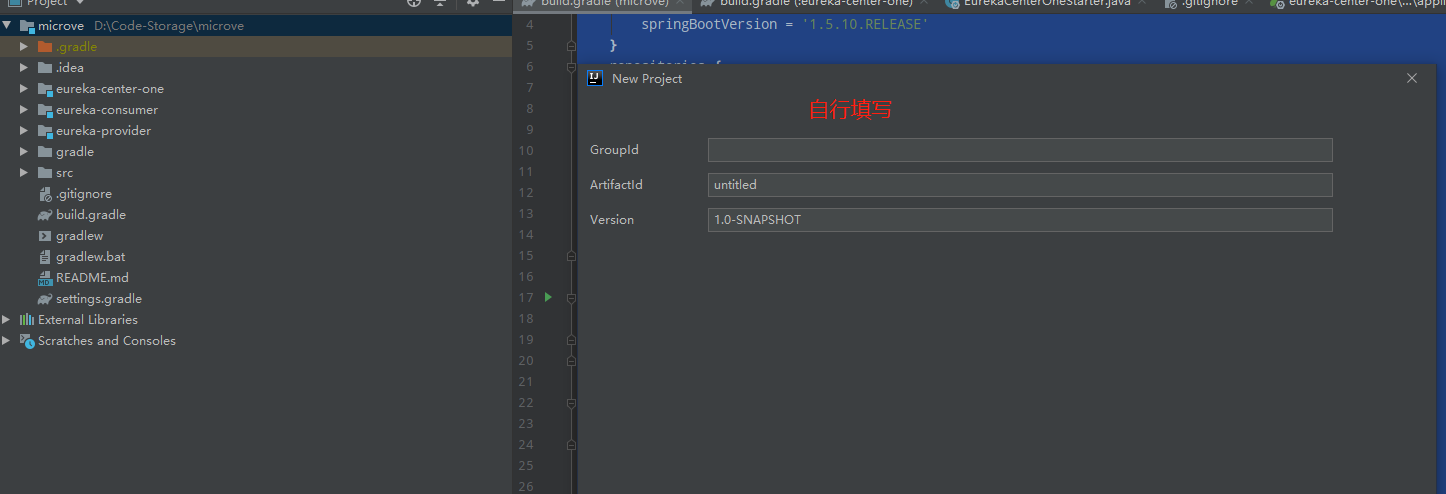 Project
microve D:\Code-Storage\microve
.gradle
.idea
eureka-center-one
eureka-consumer
eureka-provider
gradle
src
.gitignore
build.gradle
gradlew
gradlew.bat
README.md
settings.gradle
External Libraries
Scratches and Consoles
build.gradle (microve) build.gradle (:eureka-center-one) EurekaCenterOneStarter.java .gitignore eureka-center-one\...\appli
4 springBootVersion = '1.5.10.RELEASE'
5 }
6 repositories {
7
8
9
10
11
12
13
14
15
16
17
18
19
20
21
22
23
24
25
26
New Project
自行填写
GroupId
ArtifactId untitled
Version 1.0-SNAPSHOT